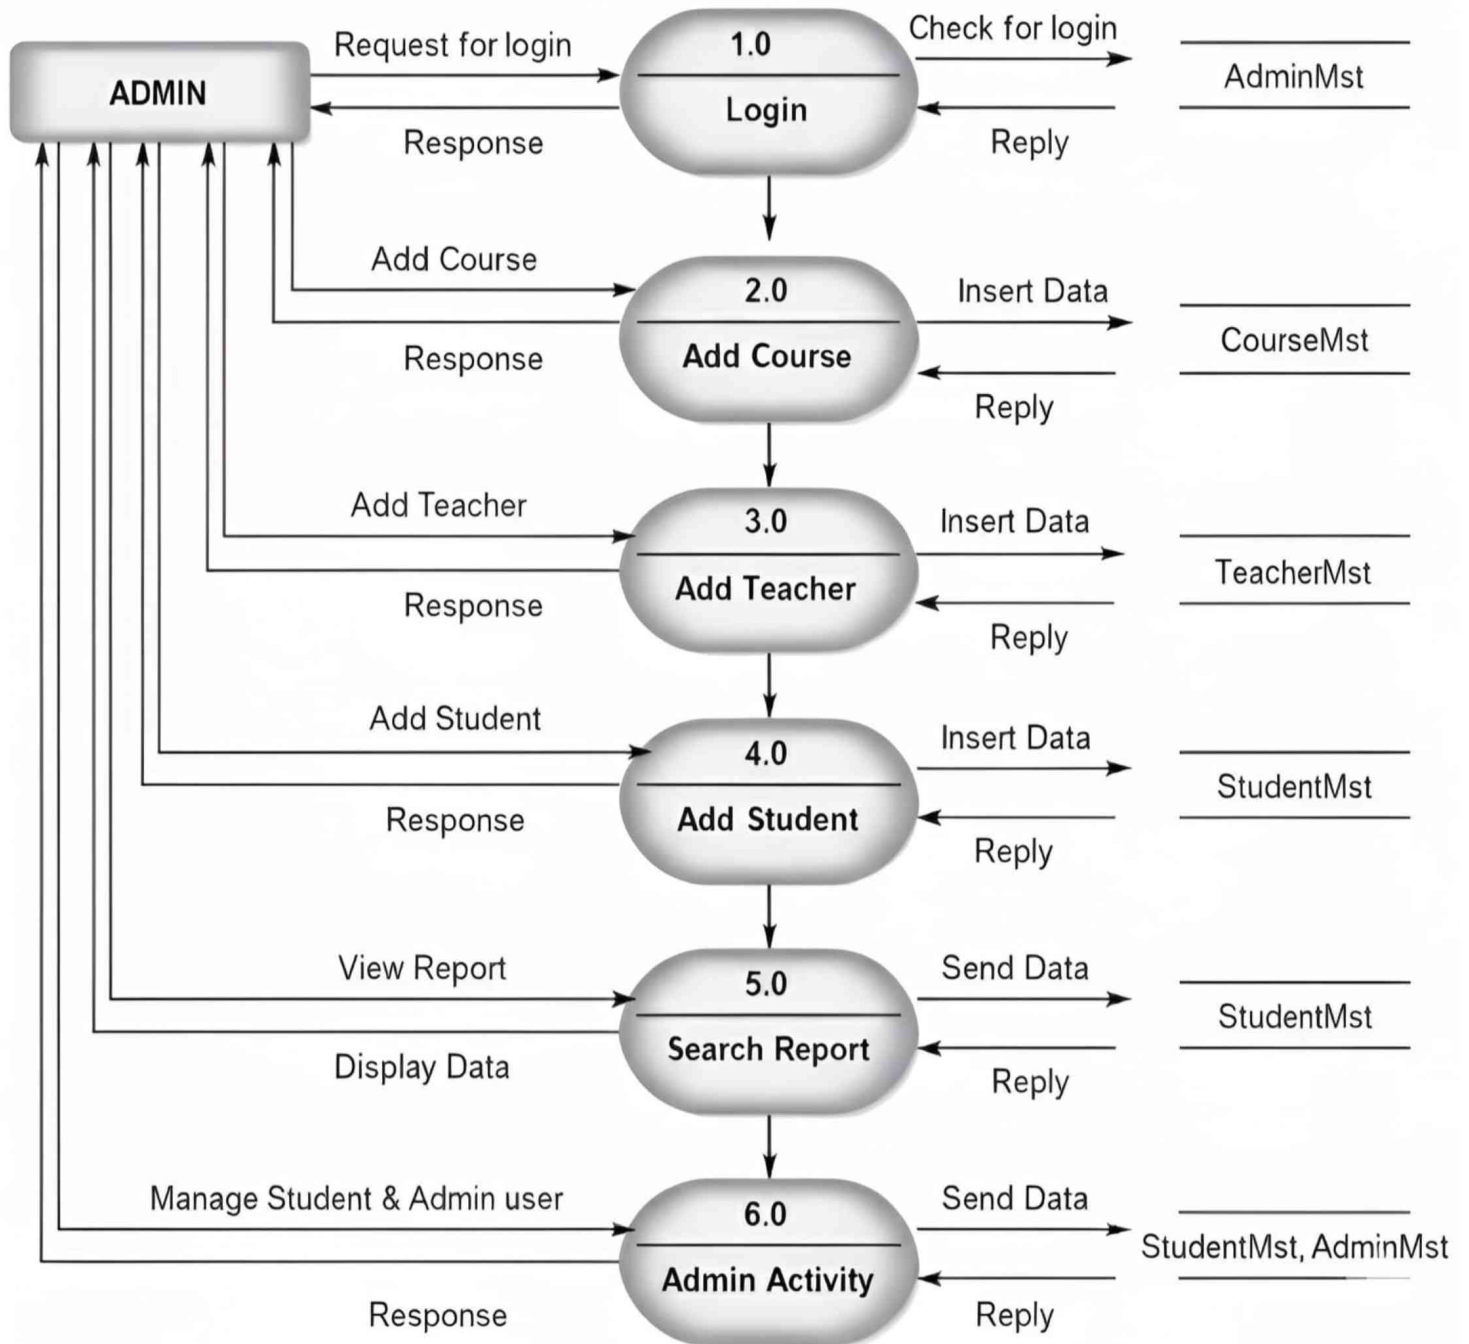 Request for login
1.0
Check for login
ADMIN
Login
AdminMst
Response
Reply
Add Course
2.0
Insert Data
Add Course
CourseMst
Response
Reply
Add Teacher
3.0
Insert Data
Add Teacher
TeacherMst
Response
Reply
Add Student
4.0
Insert Data
Add Student
StudentMst
Response
Reply
View Report
5.0
Send Data
Search Report
StudentMst
Display Data
Reply
Manage Student & Admin user
6.0
Send Data
Admin Activity
StudentMst, AdminMst
Response
Reply